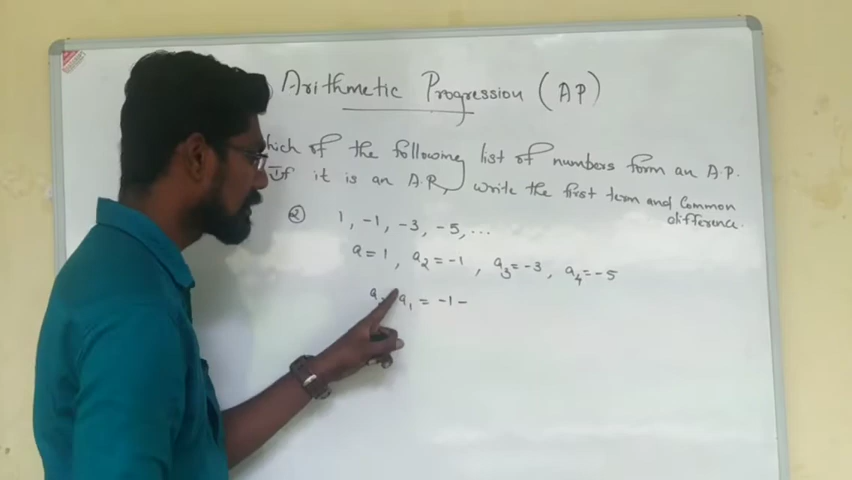 Arithmetic Progression (AP)
hich of the following list of numbers form an A.P.
If it is an A.P, write the first term and Common
difference.
② 1, -1, -3, -5, ...
a = 1, a₂ = -1, a₃ = -3, a₄ = -5
a₁ = -1 -